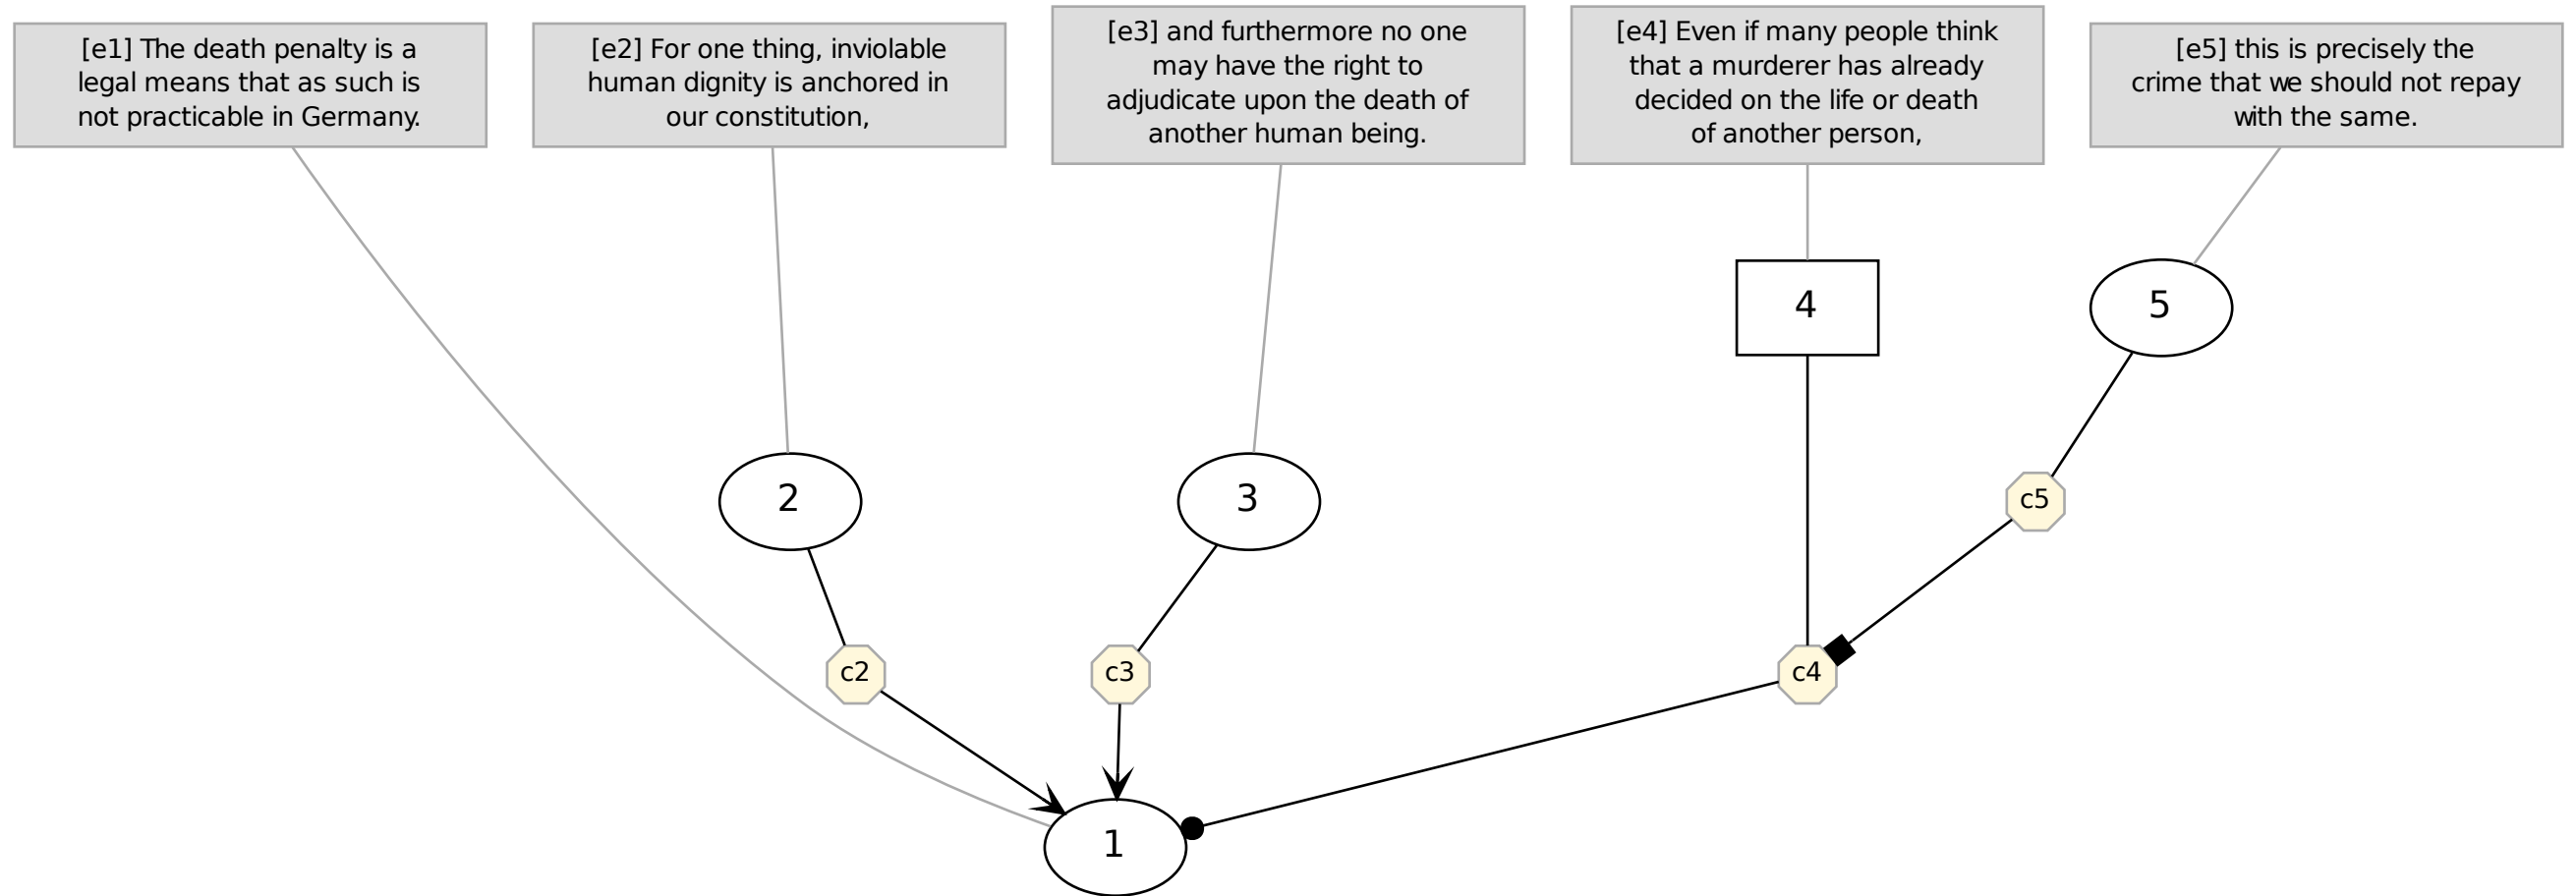 [e1] The death penalty is a
legal means that as such is
not practicable in Germany.
[e2] For one thing, inviolable
human dignity is anchored in
our constitution,
[e3] and furthermore no one
may have the right to
adjudicate upon the death of
another human being.
[e4] Even if many people think
that a murderer has already
decided on the life or death
of another person,
[e5] this is precisely the
crime that we should not repay
with the same.
4
5
2
3
c5
c2
c3
c4
1